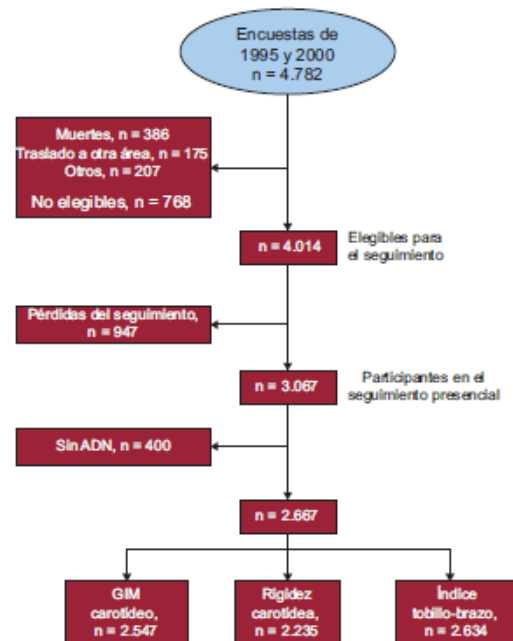 Encuestas de
1995 y 2000
n = 4.782
Muertes, n = 386
Traslado a otra área, n = 175
Otros, n = 207
No elegibles, n = 768
n = 4.014
Elegibles para
el seguimiento
Pérdidas del seguimiento,
n = 947
n = 3.067
Participantes en el
seguimiento presencial
Sin ADN, n = 400
n = 2.667
GIM
carotídeo,
n = 2.547
Rigidez
carotídea,
n = 2.235
Índice
tobillo-brazo,
n = 2.634